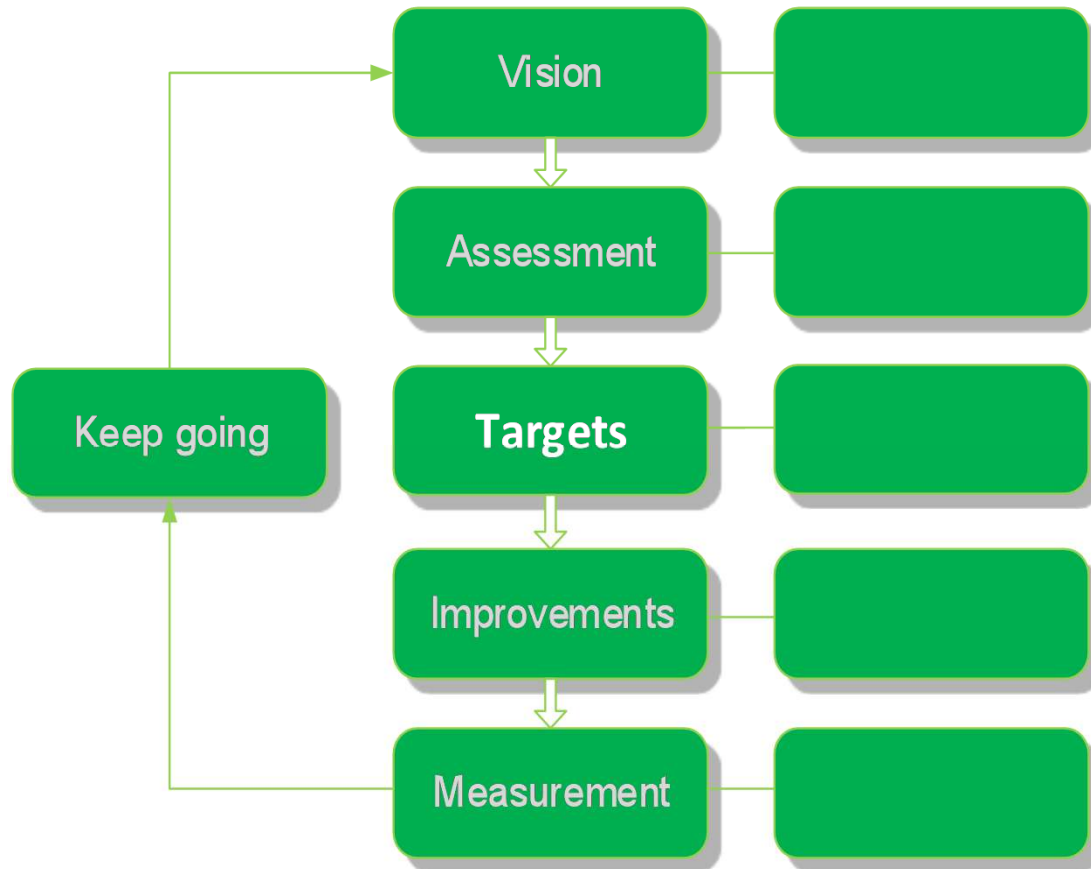 Vision
Assessment
Keep going
Targets
Improvements
Measurement